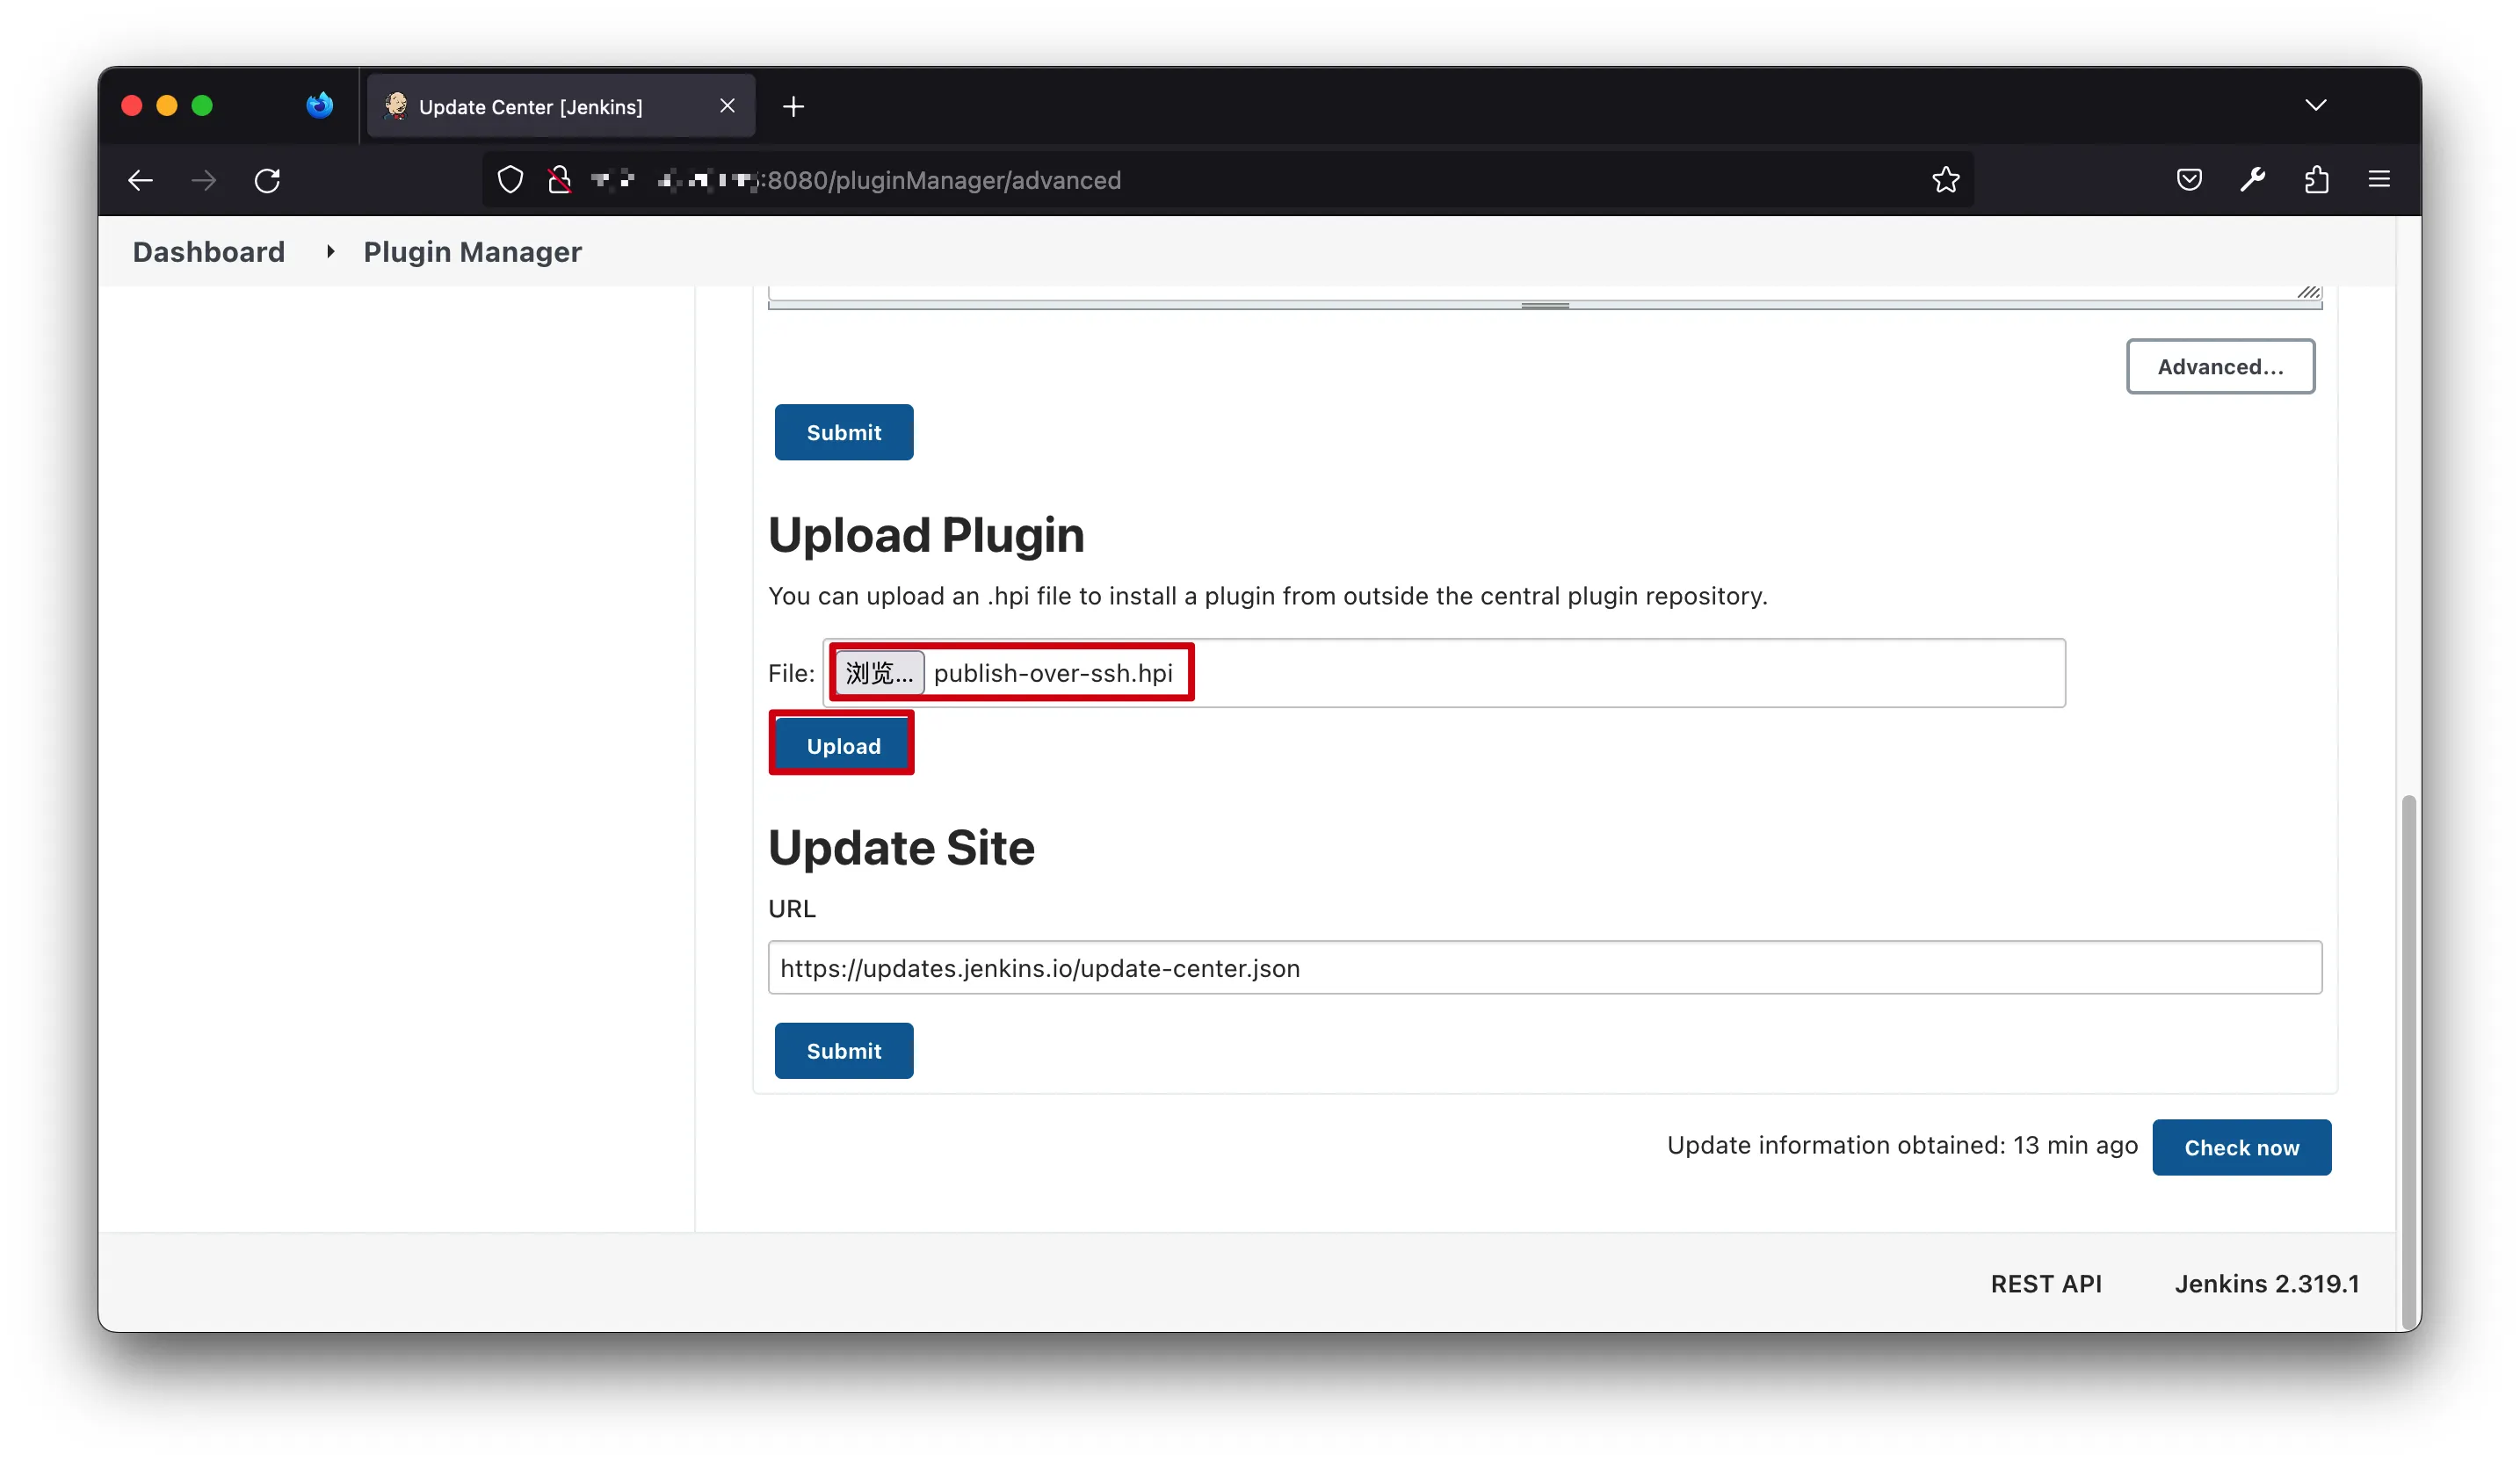 Update Center [Jenkins]
:8080/pluginManager/advanced
Dashboard Plugin Manager
Advanced...
Submit
Upload Plugin
You can upload an .hpi file to install a plugin from outside the central plugin repository.
File: 浏览... publish-over-ssh.hpi
Upload
Update Site
URL
https://updates.jenkins.io/update-center.json
Submit
Update information obtained: 13 min ago Check now
REST API Jenkins 2.319.1